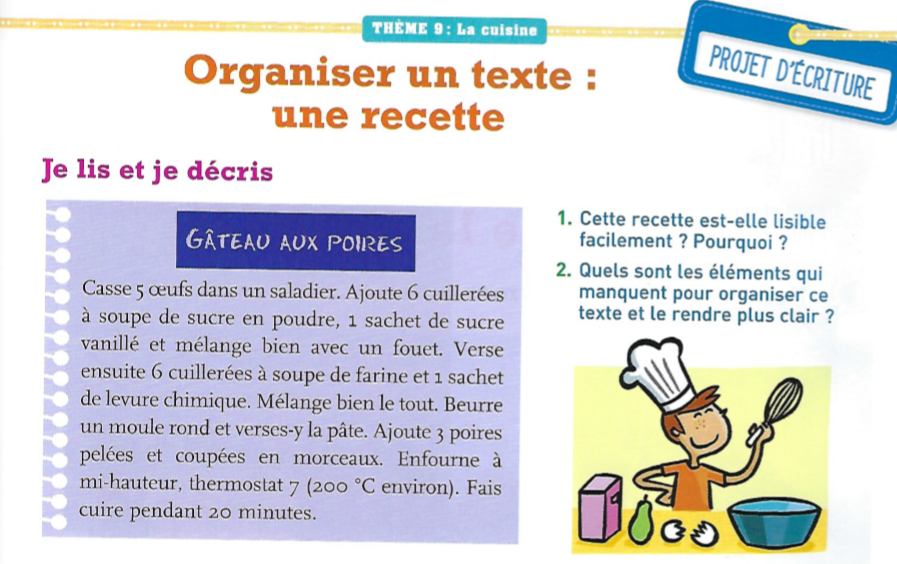 THÈME 9 : La cuisine
PROJET D'ÉCRITURE
Organiser un texte :
une recette
Je lis et je décris
GÂTEAU AUX POIRES
Casse 5 œufs dans un saladier. Ajoute 6 cuillerées
à soupe de sucre en poudre, 1 sachet de sucre
vanillé et mélange bien avec un fouet. Verse
ensuite 6 cuillerées à soupe de farine et 1 sachet
de levure chimique. Mélange bien le tout. Beurre
un moule rond et verses-y la pâte. Ajoute 3 poires
pelées et coupées en morceaux. Enfourne à
mi-hauteur, thermostat 7 (200 °C environ). Fais
cuire pendant 20 minutes.
1. Cette recette est-elle lisible
facilement ? Pourquoi ?
2. Quels sont les éléments qui
manquent pour organiser ce
texte et le rendre plus clair ?